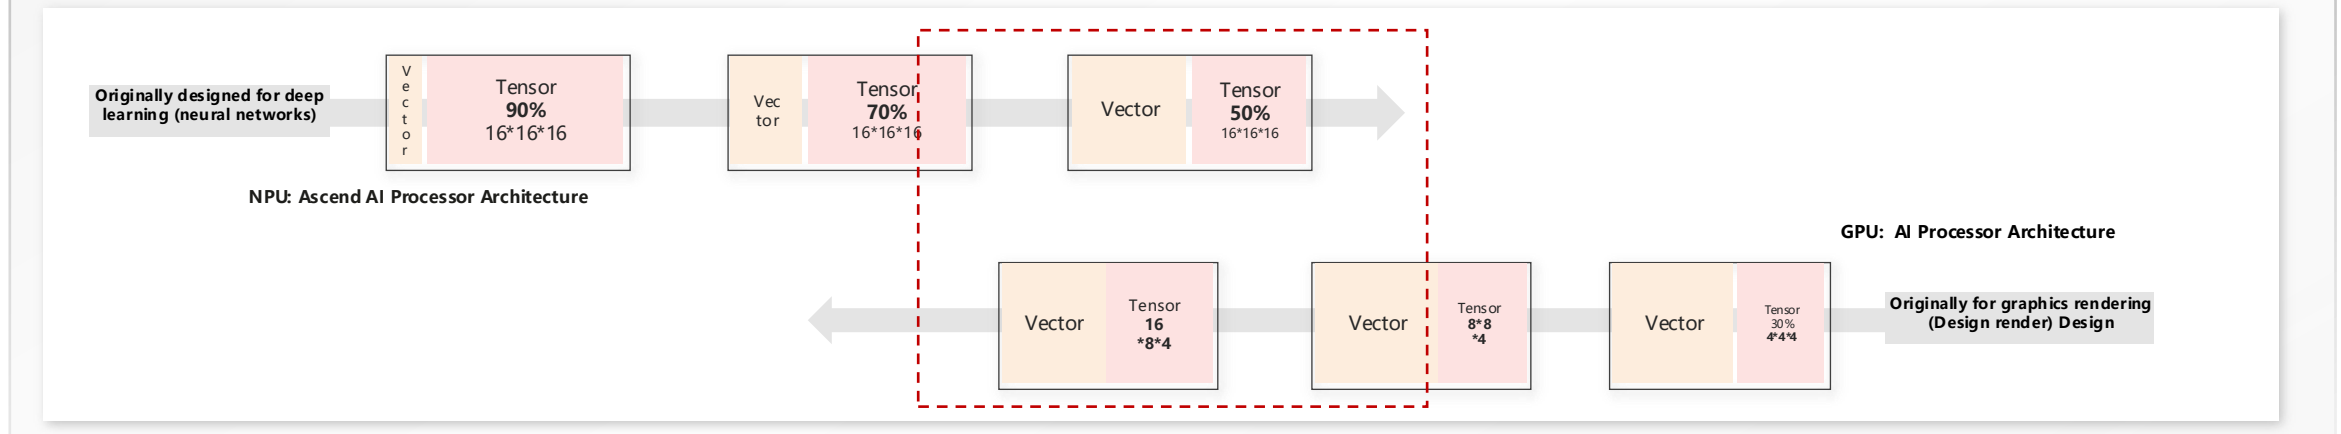 Originally designed for deep
learning (neural networks)
Vector
Tensor
90%
16*16*16
Vec
tor
Tensor
70%
16*16*16
Vector
Tensor
50%
16*16*16
NPU: Ascend AI Processor Architecture
GPU: AI Processor Architecture
Vector
Tensor
16
*8*4
Vector
Tensor
8*8
*4
Vector
Tensor
30%
4*4*4
Originally for graphics rendering
(Design render) Design